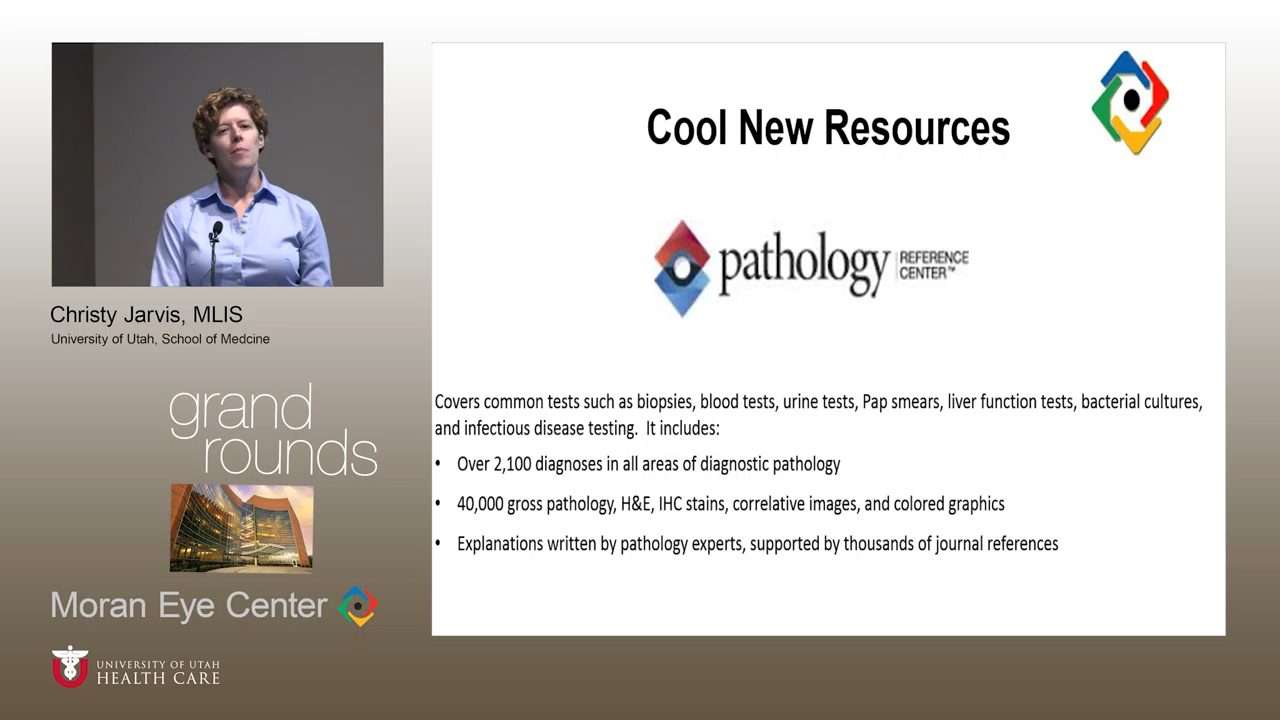 Cool New Resources
pathology REFERENCE CENTER™
Christy Jarvis, MLIS
University of Utah, School of Medcine
grand
rounds
Moran Eye Center
UNIVERSITY OF UTAH
HEALTH CARE
Covers common tests such as biopsies, blood tests, urine tests, Pap smears, liver function tests, bacterial cultures,
and infectious disease testing. It includes:
• Over 2,100 diagnoses in all areas of diagnostic pathology
• 40,000 gross pathology, H&E, IHC stains, correlative images, and colored graphics
• Explanations written by pathology experts, supported by thousands of journal references